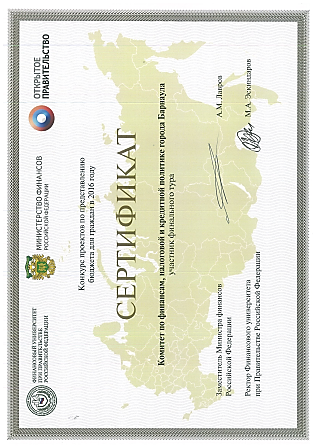 ФИНАНСОВЫЙ УНИВЕРСИТЕТ
ПРИ ПРАВИТЕЛЬСТВЕ
РОССИЙСКОЙ ФЕДЕРАЦИИ
МИНИСТЕРСТВО ФИНАНСОВ
РОССИЙСКОЙ ФЕДЕРАЦИИ
ОТКРЫТОЕ
ПРАВИТЕЛЬСТВО
Конкурс проектов по представлению
бюджета для граждан в 2016 году
СЕРТИФИКАТ
Комитет по финансам, налоговой и кредитной политике города Барнаула
участник финального тура
Заместитель Министра финансов
Российской Федерации
А.М. Лавров
Ректор Финансового университета
при Правительстве Российской Федерации
М.А. Эскиндаров